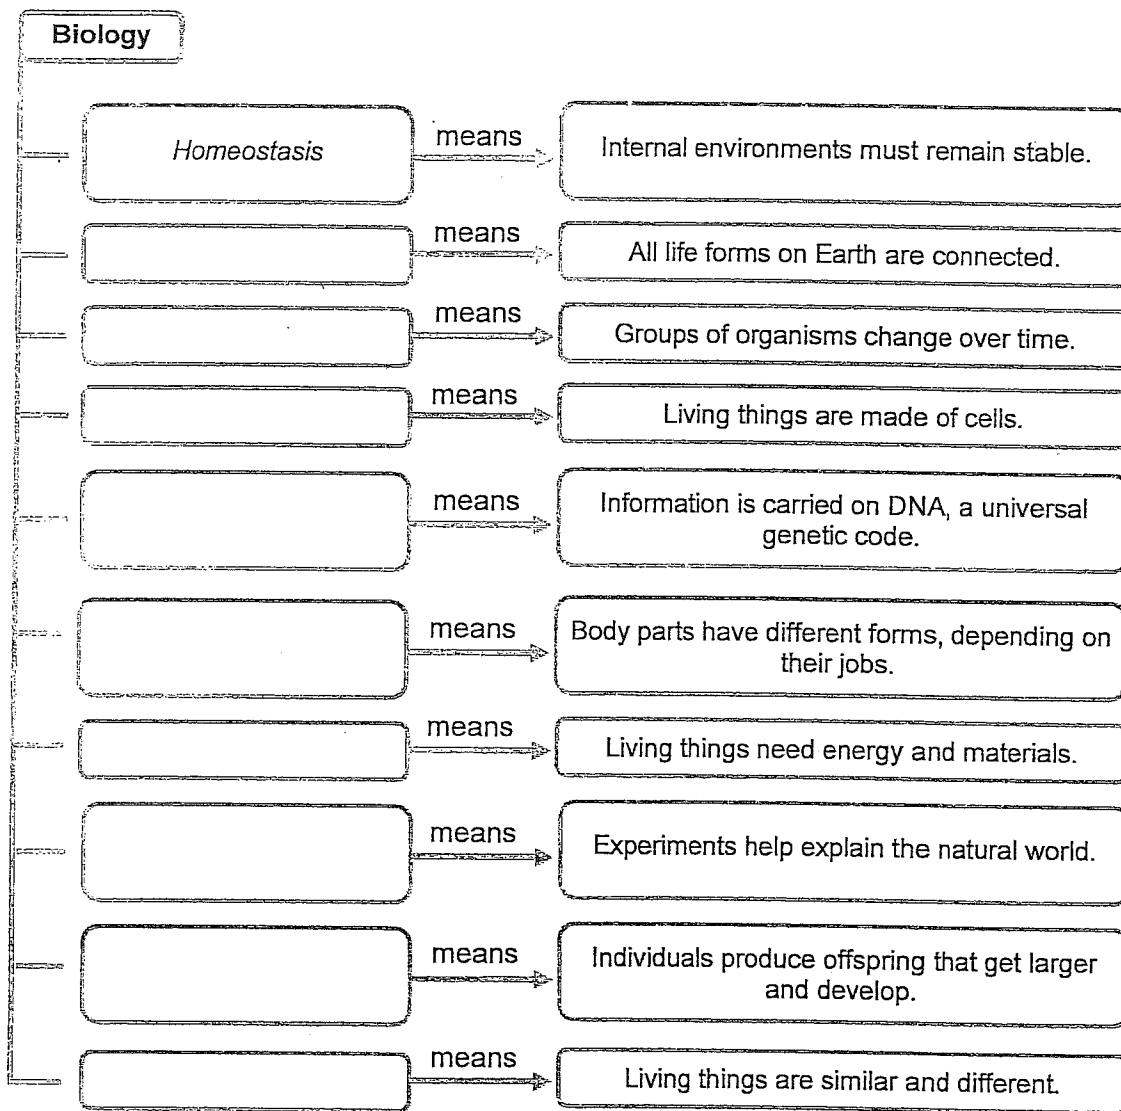 Biology
means
Homeostasis
Internal environments must remain stable.
means
All life forms on Earth are connected.
means
Groups of organisms change over time.
means
Living things are made of cells.
means
Information is carried on DNA, a universal
genetic code.
means
Body parts have different forms, depending on
their jobs.
means
Living things need energy and materials.
means
Experiments help explain the natural world.
means
Individuals produce offspring that get larger
and develop.
means
Living things are similar and different.